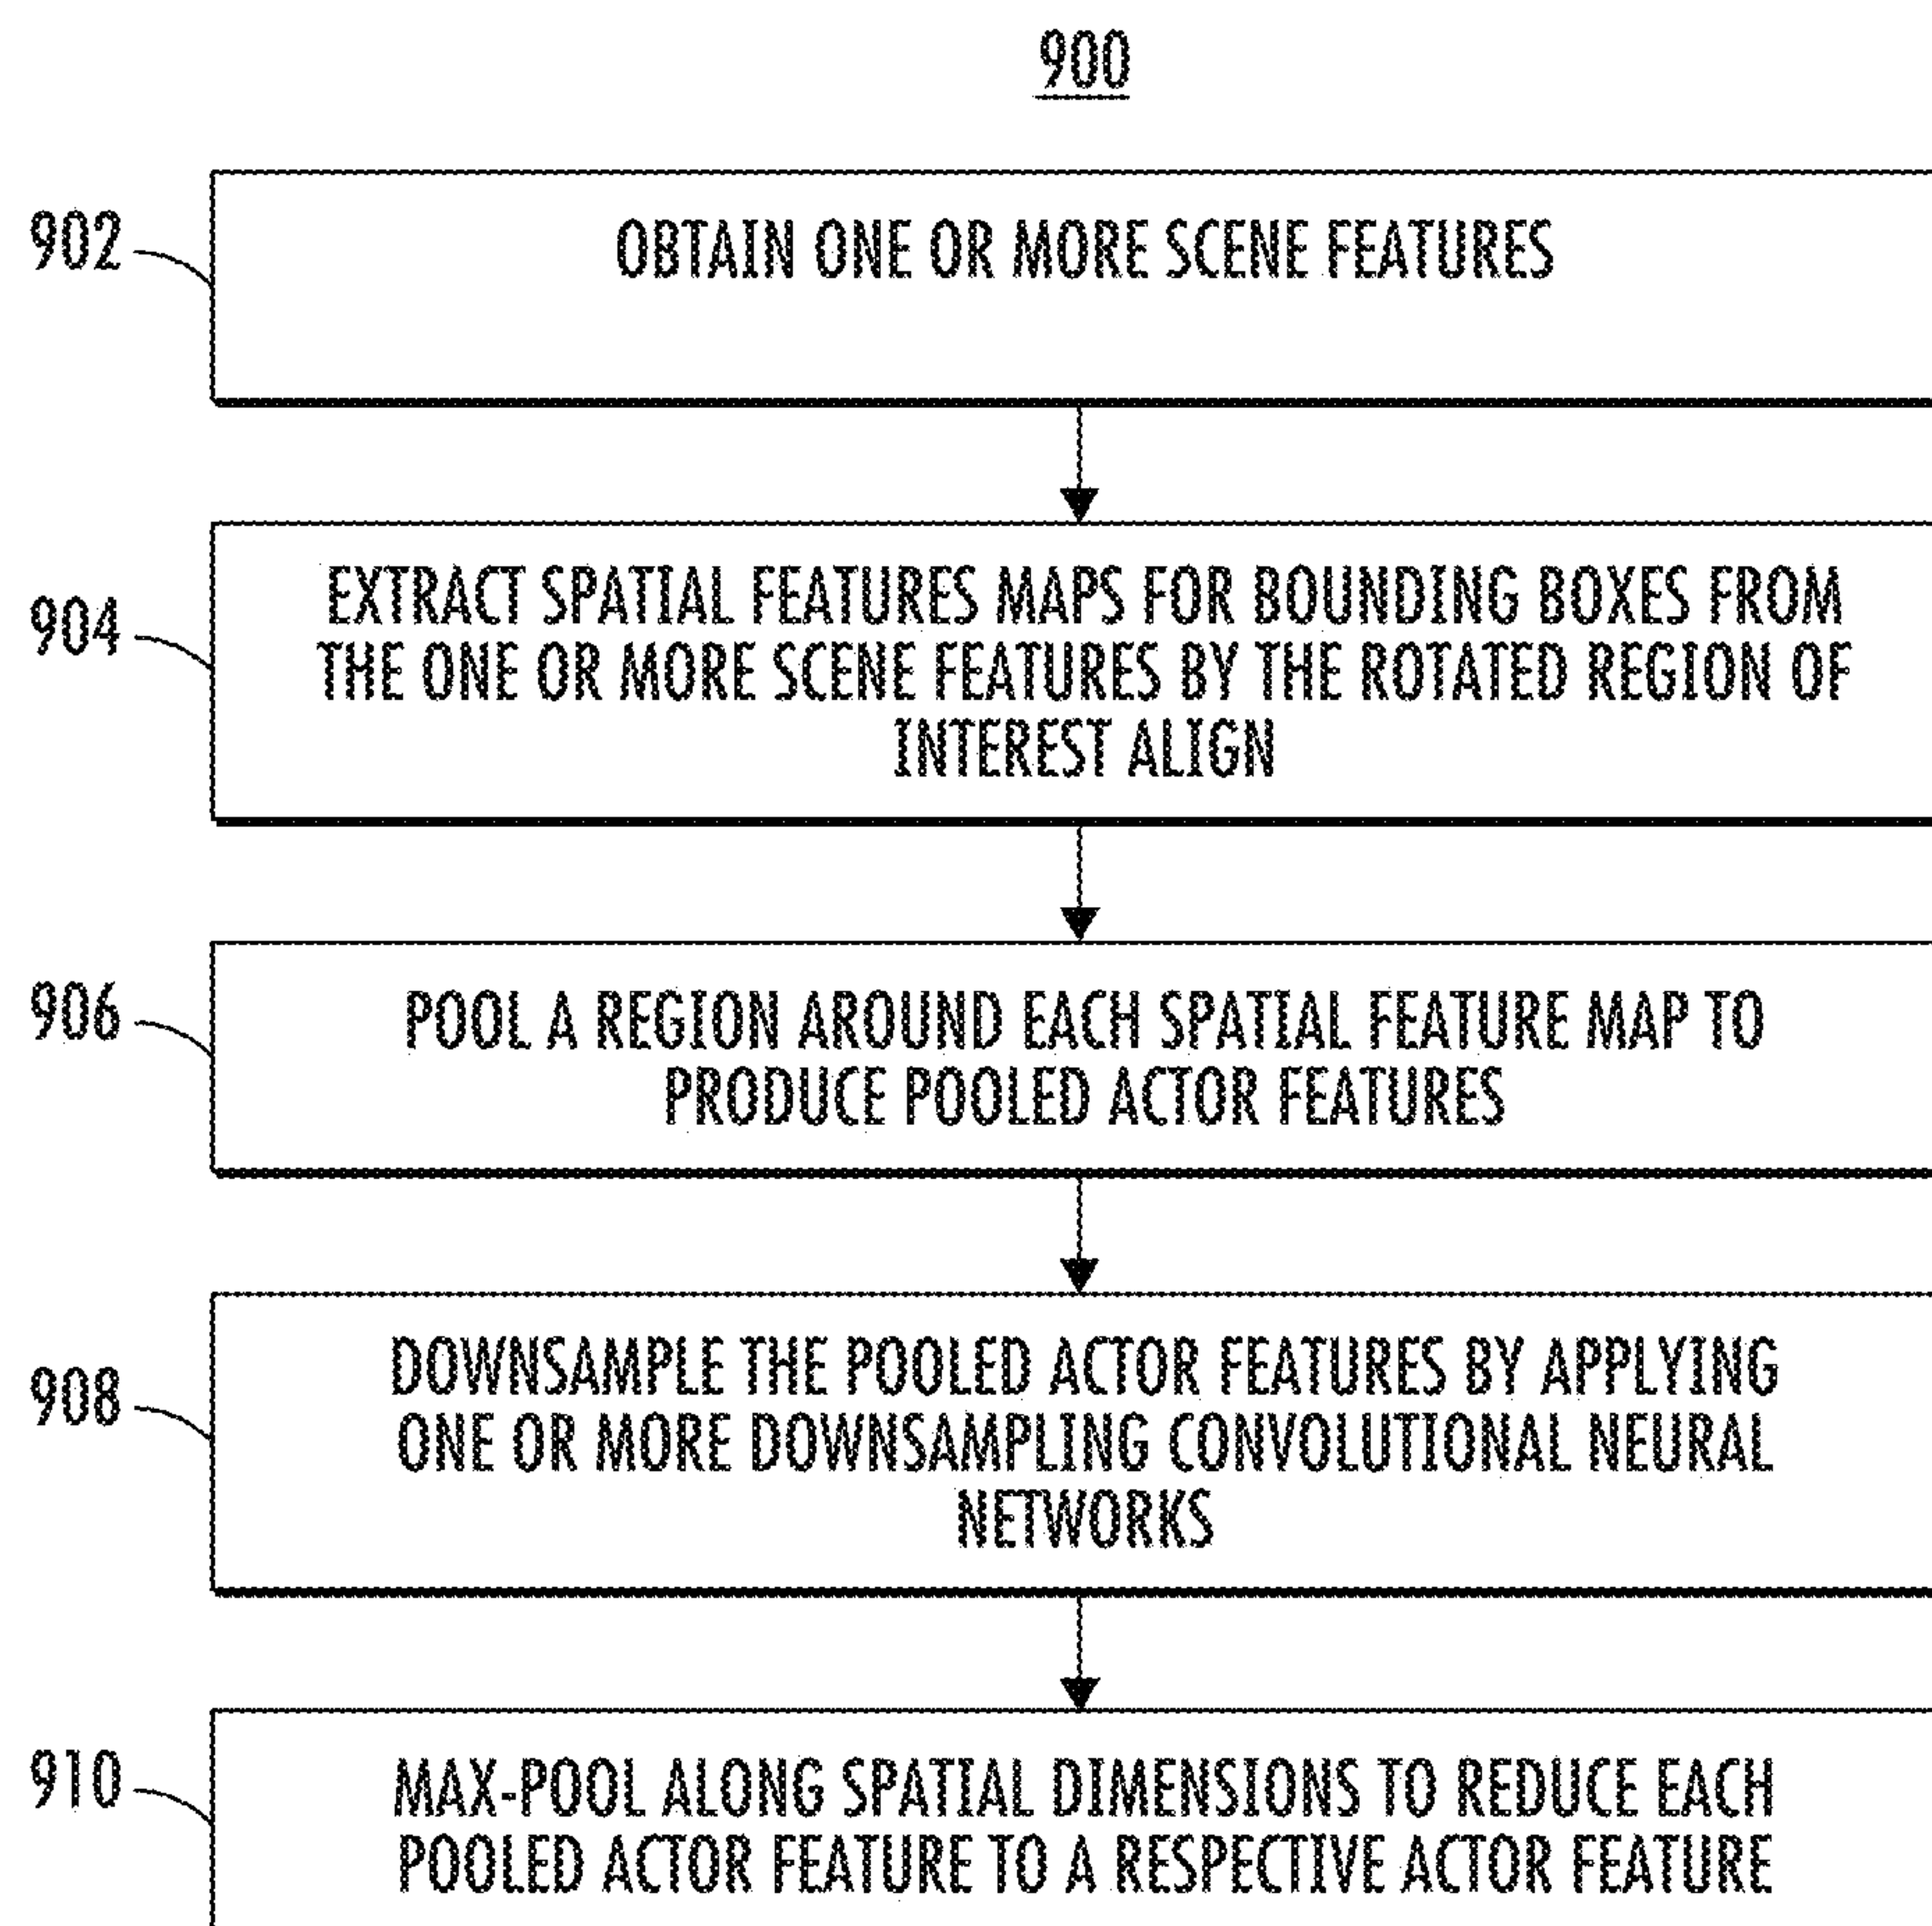 900
902
OBTAIN ONE OR MORE SCENE FEATURES
904
EXTRACT SPATIAL FEATURES MAPS FOR BOUNDING BOXES FROM
THE ONE OR MORE SCENE FEATURES BY THE ROTATED REGION OF
INTEREST ALIGN
906
POOL A REGION AROUND EACH SPATIAL FEATURE MAP TO
PRODUCE POOLED ACTOR FEATURES
908
DOWNSAMPLE THE POOLED ACTOR FEATURES BY APPLYING
ONE OR MORE DOWNSAMPLING CONVOLUTIONAL NEURAL
NETWORKS
910
MAX-POOL ALONG SPATIAL DIMENSIONS TO REDUCE EACH
POOLED ACTOR FEATURE TO A RESPECTIVE ACTOR FEATURE